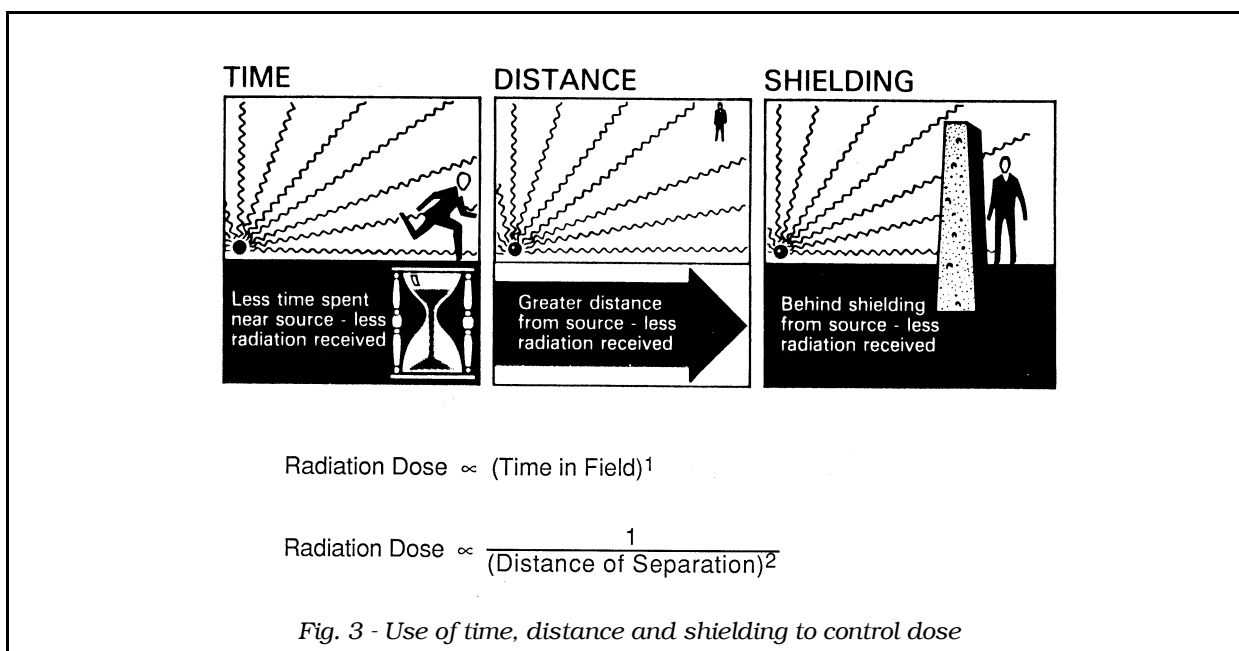 TIME
Less time spent
near source - less
radiation received
DISTANCE
Greater distance
from source - less
radiation received
SHIELDING
Behind shielding
from source - less
radiation received
Radiation Dose ∝ (Time in Field)¹
Radiation Dose ∝ 1
(Distance of Separation)²
Fig. 3 - Use of time, distance and shielding to control dose